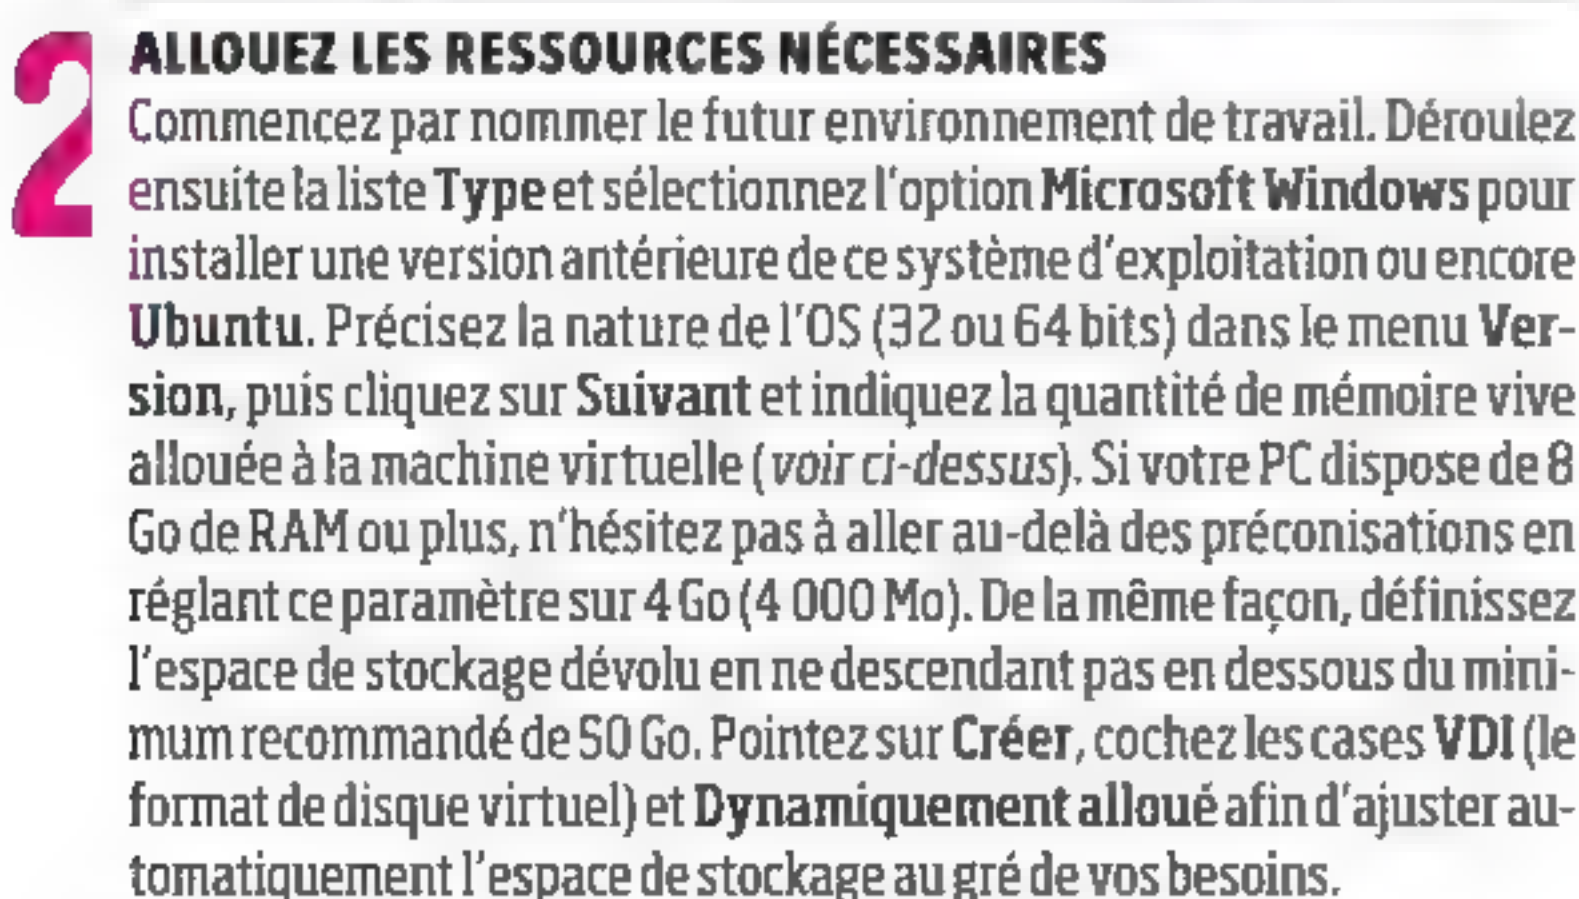 2
ALLOUEZ LES RESSOURCES NÉCESSAIRES
Commencez par nommer le futur environnement de travail. Déroulez
ensuite la liste Type et sélectionnez l'option Microsoft Windows pour
installer une version antérieure de ce système d'exploitation ou encore
Ubuntu. Précisez la nature de l'OS (32 ou 64 bits) dans le menu Ver-
sion, puis cliquez sur Suivant et indiquez la quantité de mémoire vive
allouée à la machine virtuelle (voir ci-dessus). Si votre PC dispose de 8
Go de RAM ou plus, n'hésitez pas à aller au-delà des préconisations en
réglant ce paramètre sur 4 Go (4 000 Mo). De la même façon, définissez
l'espace de stockage dévolu en ne descendant pas en dessous du mini-
mum recommandé de 50 Go. Pointez sur Créer, cochez les cases VDI (le
format de disque virtuel) et Dynamiquement alloué afin d'ajuster au-
tomatiquement l'espace de stockage au gré de vos besoins.